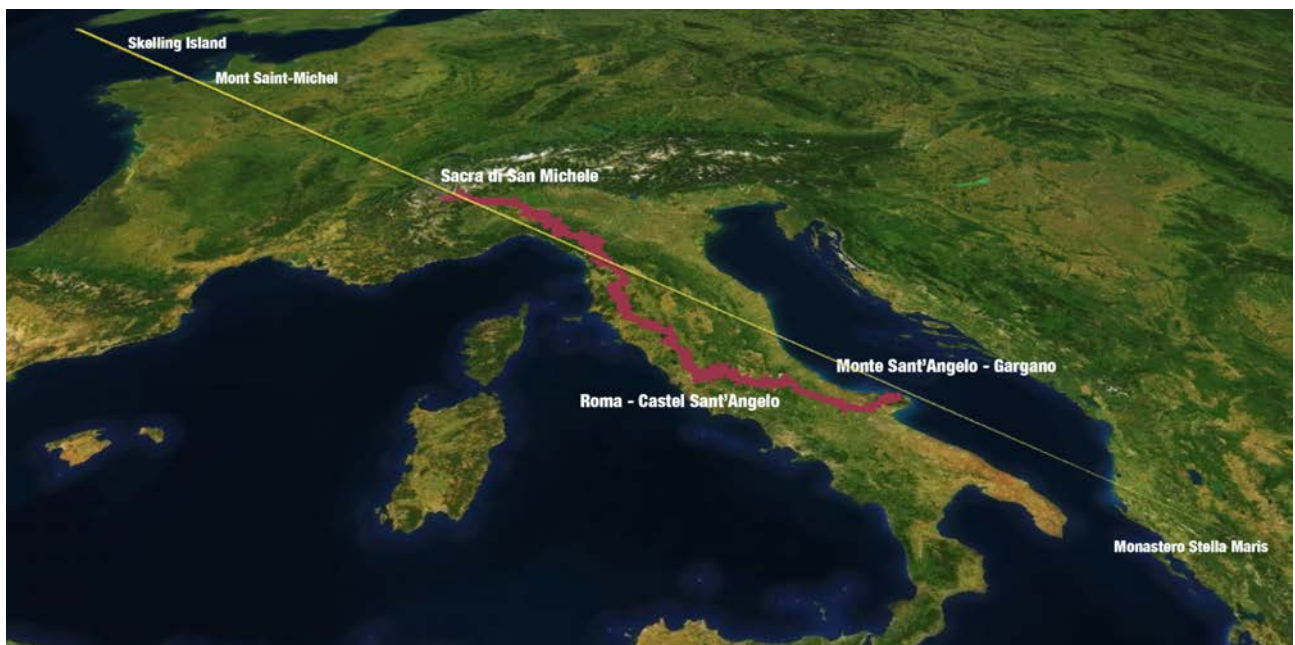 Skelling Island
Mont Saint-Michel
Sacra di San Michele
Monte Sant'Angelo - Gargano
Roma - Castel Sant'Angelo
Monastero Stella Maris